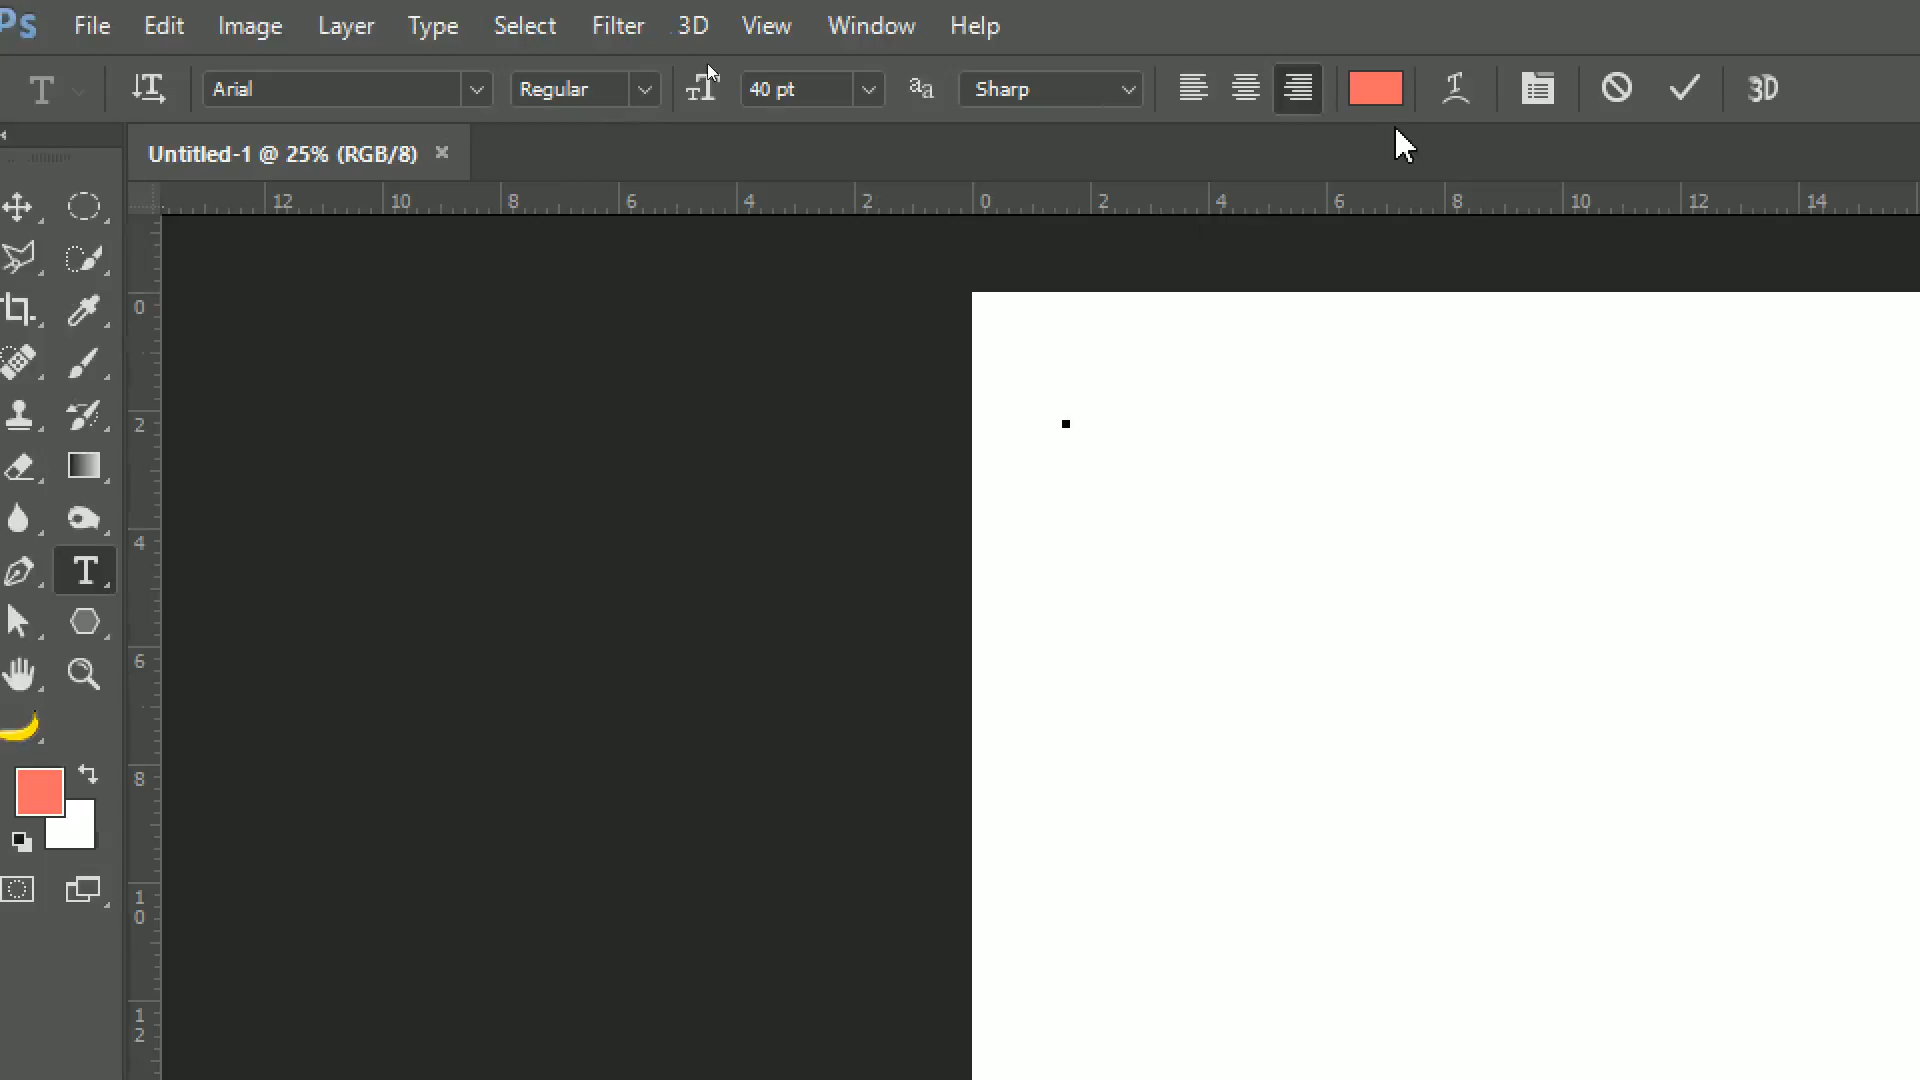 Ps File Edit Image Layer Type Select Filter 3D View Window Help
T Arial Regular 40 pt aa Sharp 3D
Untitled-1 @ 25% (RGB/8) ×
12 10 8 6 4 2 0 2 4 6 8 10 12 14
0
2
4
6
T
8
10
12